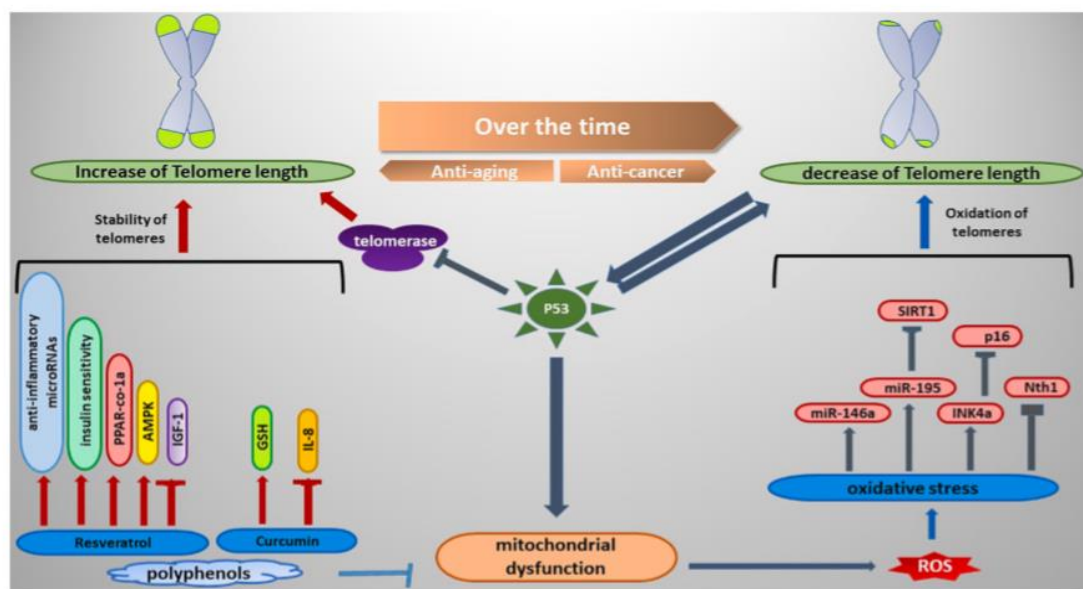 Over the time
Anti-aging
Anti-cancer
Increase of Telomere length
decrease of Telomere length
Stability of
telomeres
telomerase
Oxidation of
telomeres
P53
anti-inflammatory
microRNAs
insulin sensitivity
PPAR-co-1a
AMPK
IGF-1
GSH
IL-8
SIRT1
p16
miR-195
Nth1
miR-146a
INK4a
oxidative stress
Resveratrol
Curcumin
polyphenols
mitochondrial
dysfunction
ROS